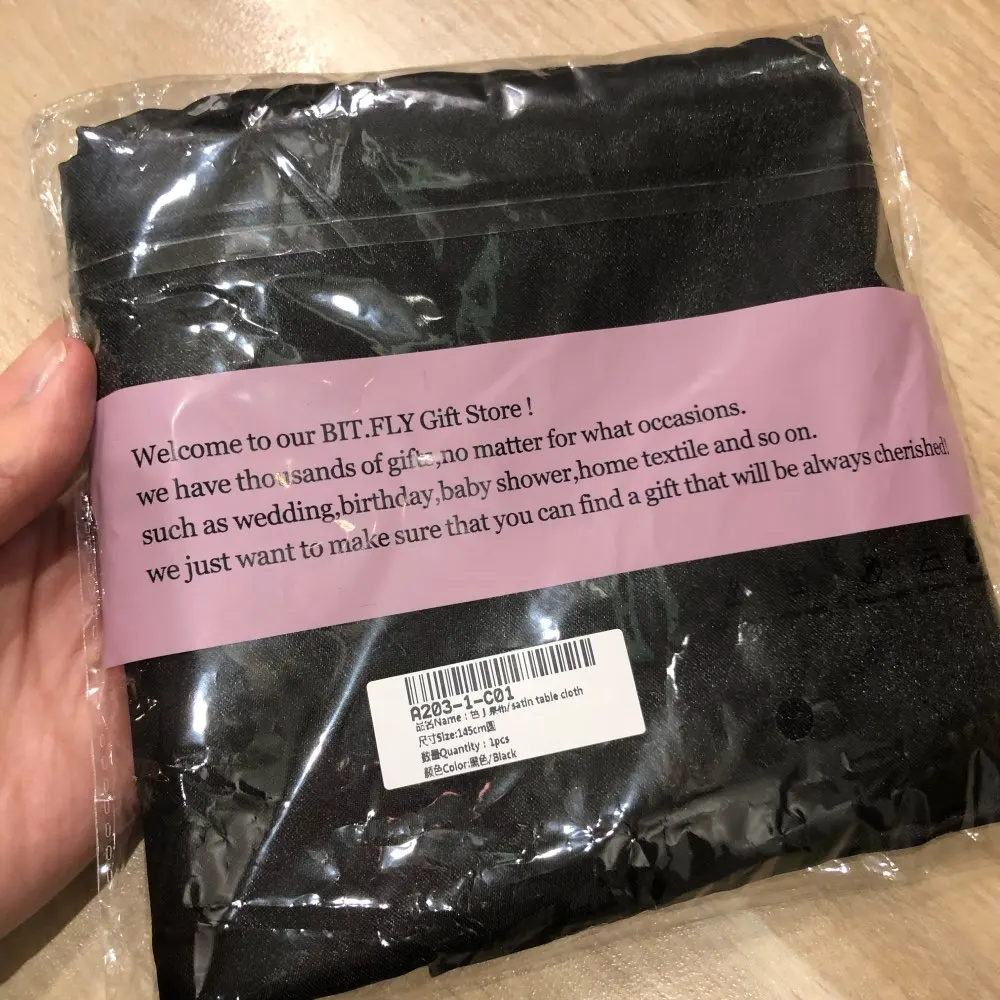 Welcome to our BIT.FLY Gift Store !
we have thousands of gifts,no matter for what occasions.
such as wedding,birthday,baby shower,home textile and so on.
we just want to make sure that you can find a gift that will be always cherished!
A203-1-C01
品名Name : 色丁桌布/satin table cloth
尺寸Size:145cm圆
数量Quantity : 1pcs
颜色Color:黑色/Black